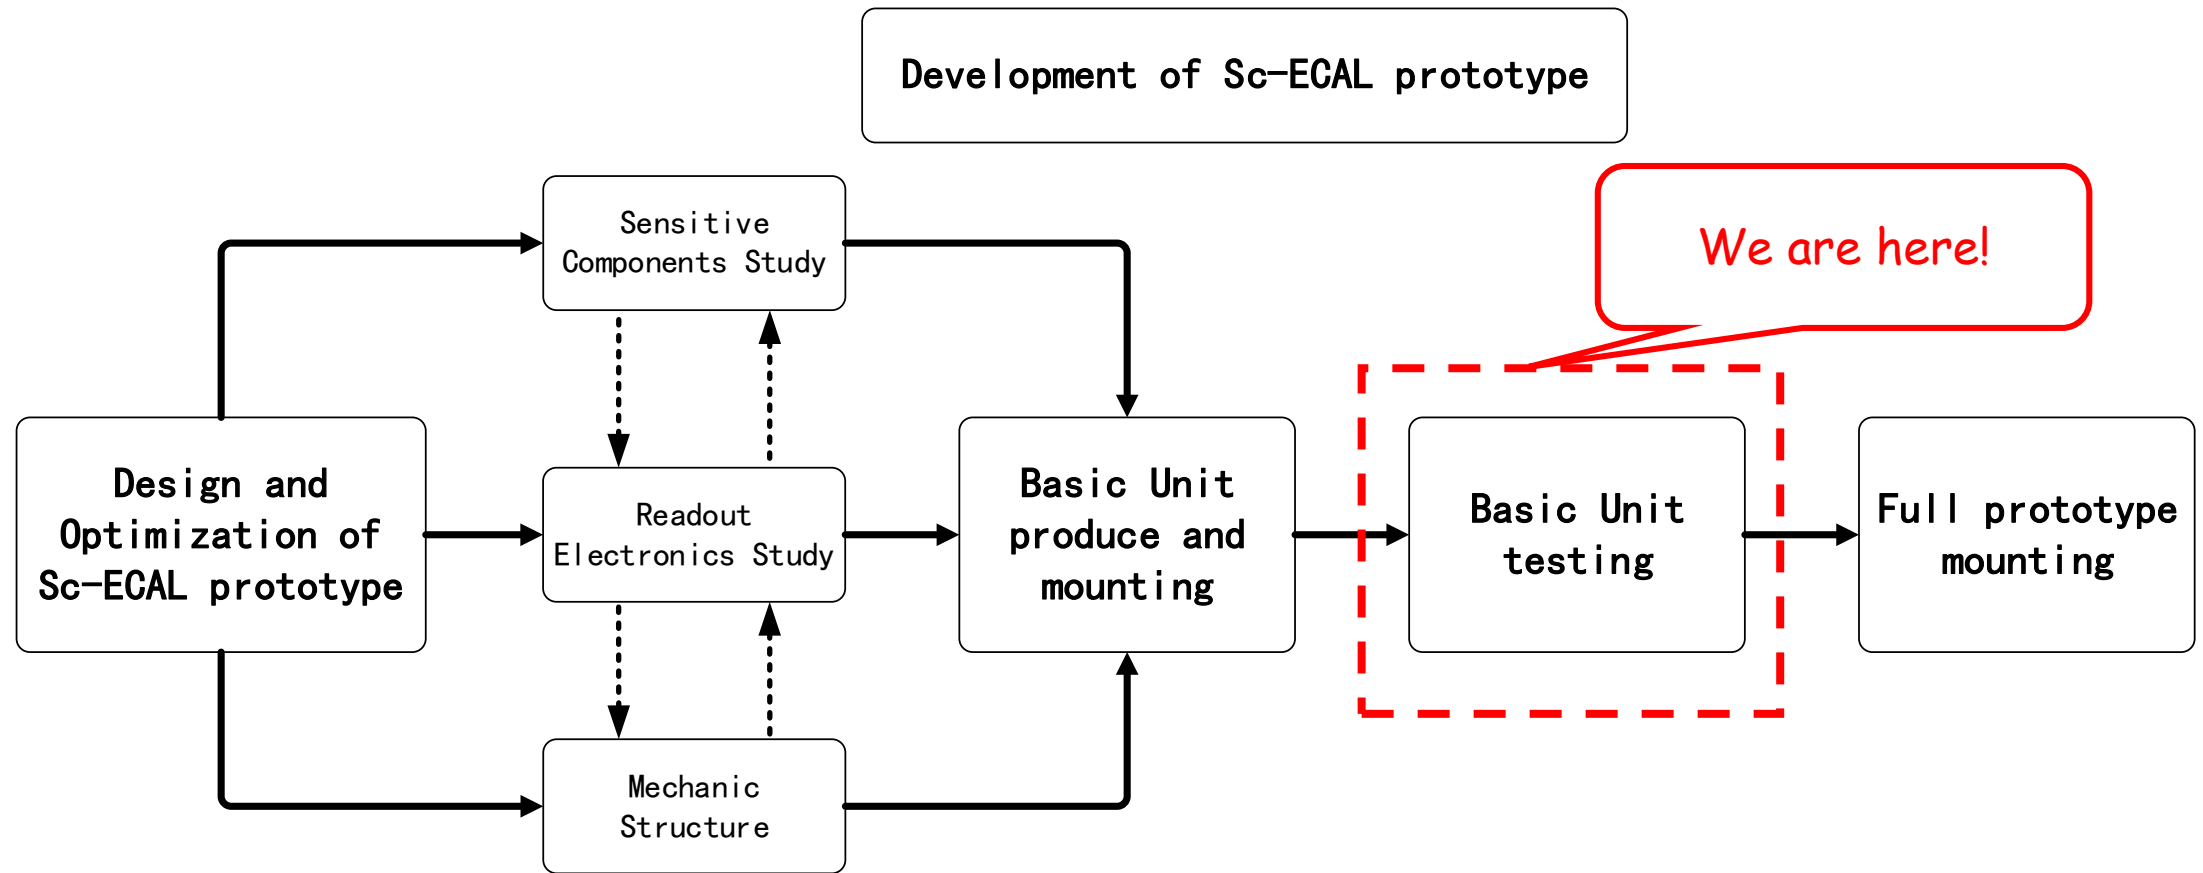 Development of Sc-ECAL prototype
Sensitive
Components Study
We are here!
Design and
Optimization of
Sc-ECAL prototype
Readout
Electronics Study
Basic Unit
produce and
mounting
Basic Unit
testing
Full prototype
mounting
Mechanic
Structure